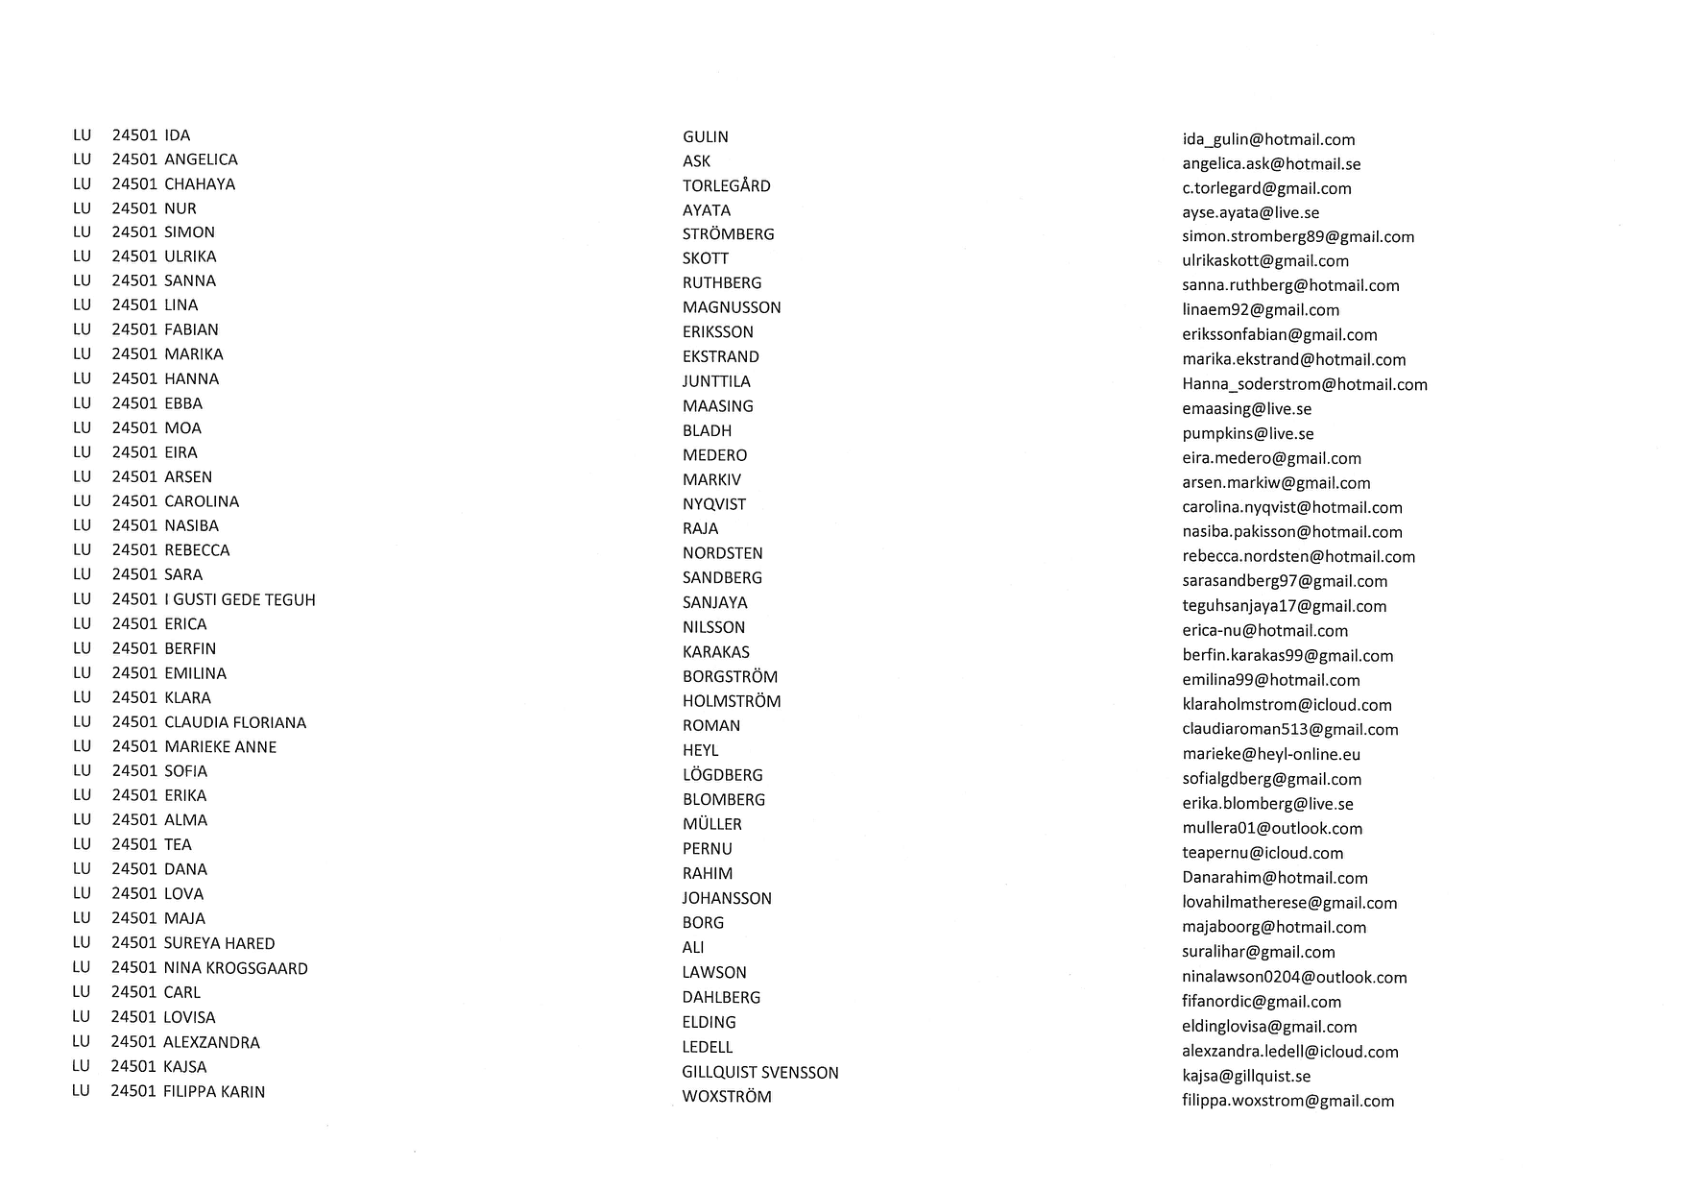 LU 24501 IDA GULIN ida_gulin@hotmail.com
LU 24501 ANGELICA ASK angelica.ask@hotmail.se
LU 24501 CHAHAYA TORLEGÅRD c.torlegard@gmail.com
LU 24501 NUR AYATA ayse.ayata@live.se
LU 24501 SIMON STRÖMBERG simon.stromberg89@gmail.com
LU 24501 ULRIKA SKOTT ulrikaskott@gmail.com
LU 24501 SANNA RUTHBERG sanna.ruthberg@hotmail.com
LU 24501 LINA MAGNUSSON linaem92@gmail.com
LU 24501 FABIAN ERIKSSON erikssonfabian@gmail.com
LU 24501 MARIKA EKSTRAND marika.ekstrand@hotmail.com
LU 24501 HANNA JUNTTILA Hanna_soderstrom@hotmail.com
LU 24501 EBBA MAASING emaasing@live.se
LU 24501 MOA BLADH pumpkins@live.se
LU 24501 EIRA MEDERO eira.medero@gmail.com
LU 24501 ARSEN MARKIV arsen.markiw@gmail.com
LU 24501 CAROLINA NYQVIST carolina.nyqvist@hotmail.com
LU 24501 NASIBA RAJA nasiba.pakisson@hotmail.com
LU 24501 REBECCA NORDSTEN rebecca.nordsten@hotmail.com
LU 24501 SARA SANDBERG sarasandberg97@gmail.com
LU 24501 I GUSTI GEDE TEGUH SANJAYA teguhsanjaya17@gmail.com
LU 24501 ERICA NILSSON erica-nu@hotmail.com
LU 24501 BERFIN KARAKAS berfin.karakas99@gmail.com
LU 24501 EMILINA BORGSTRÖM emilina99@hotmail.com
LU 24501 KLARA HOLMSTRÖM klaraholmstrom@icloud.com
LU 24501 CLAUDIA FLORIANA ROMAN claudiaroman513@gmail.com
LU 24501 MARIEKE ANNE HEYL marieke@heyl-online.eu
LU 24501 SOFIA LÖGDBERG sofialgdberg@gmail.com
LU 24501 ERIKA BLOMBERG erika.blomberg@live.se
LU 24501 ALMA MÜLLER mullera01@outlook.com
LU 24501 TEA PERNU teapernu@icloud.com
LU 24501 DANA RAHIM Danarahim@hotmail.com
LU 24501 LOVA JOHANSSON lovahilmatherese@gmail.com
LU 24501 MAJA BORG majaboorg@hotmail.com
LU 24501 SUREYA HARED ALI suralihar@gmail.com
LU 24501 NINA KROGSGAARD LAWSON ninalawson0204@outlook.com
LU 24501 CARL DAHLBERG fifanordic@gmail.com
LU 24501 LOVISA ELDING eldinglovisa@gmail.com
LU 24501 ALEXZANDRA LEDELL alexzandra.ledell@icloud.com
LU 24501 KAJSA GILLQUIST SVENSSON kajsa@gillquist.se
LU 24501 FILIPPA KARIN WOXSTRÖM filippa.woxstrom@gmail.com